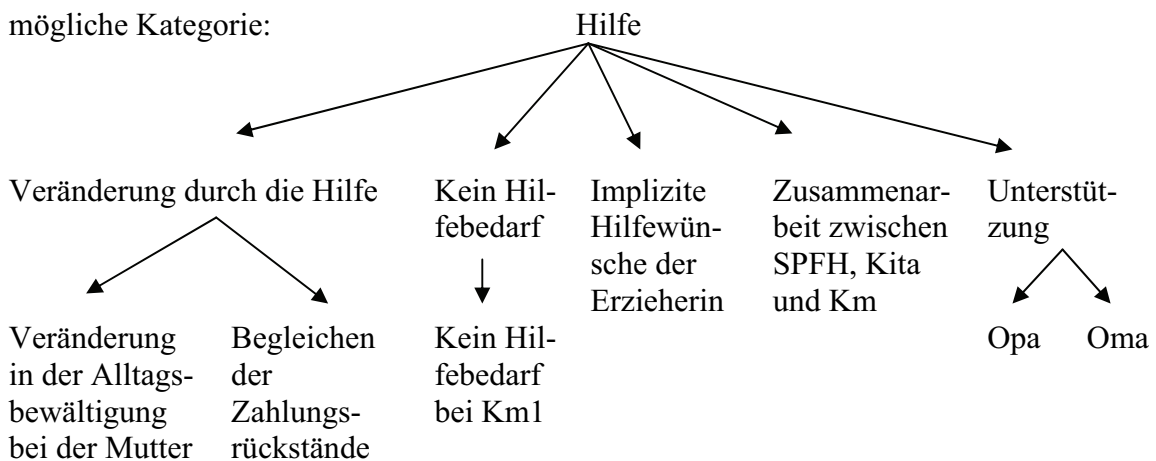 mögliche Kategorie: Hilfe
Veränderung durch die Hilfe
Kein Hil-
febedarf
Implizite
Hilfewün-
sche der
Erzieherin
Zusammenar-
beit zwischen
SPFH, Kita
und Km
Unterstüt-
zung
Veränderung
in der Alltags-
bewältigung
bei der Mutter
Begleichen
der
Zahlungs-
rückstände
Kein Hil-
febedarf
bei Km1
Opa
Oma